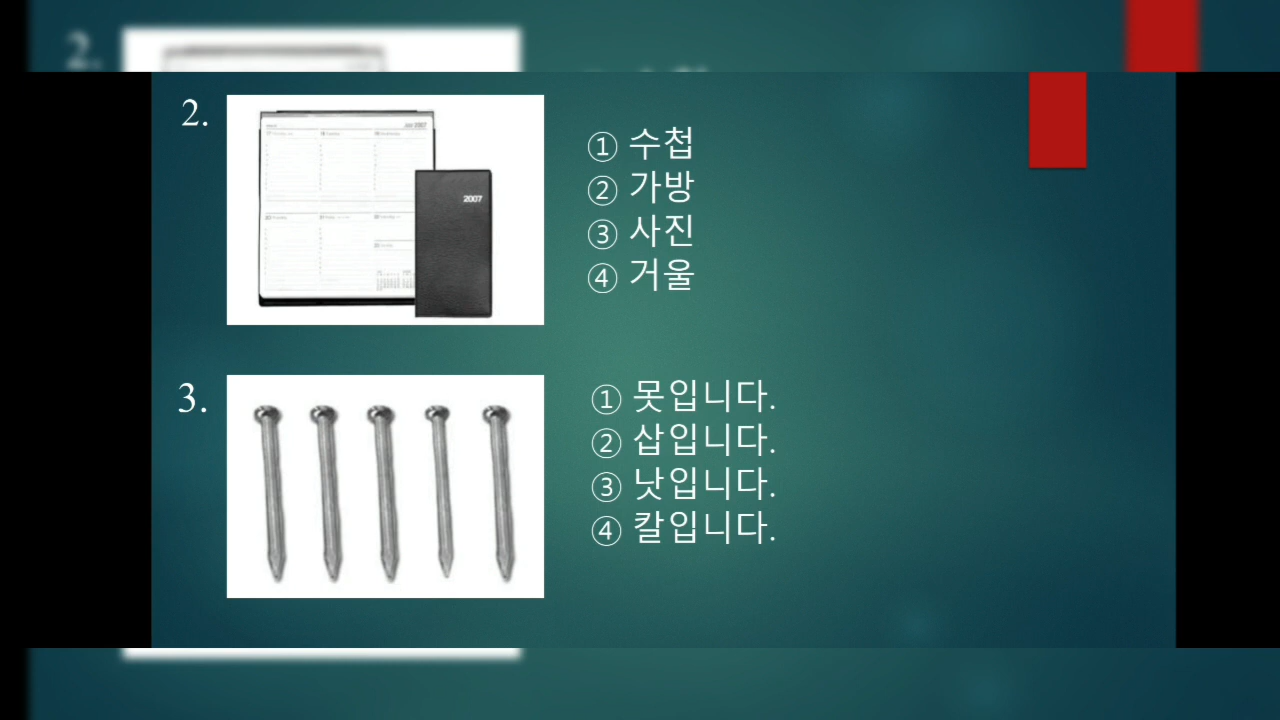 2.
2007
① 수첩
② 가방
③ 사진
④ 거울
3.
① 못입니다.
② 삽입니다.
③ 낫입니다.
④ 칼입니다.